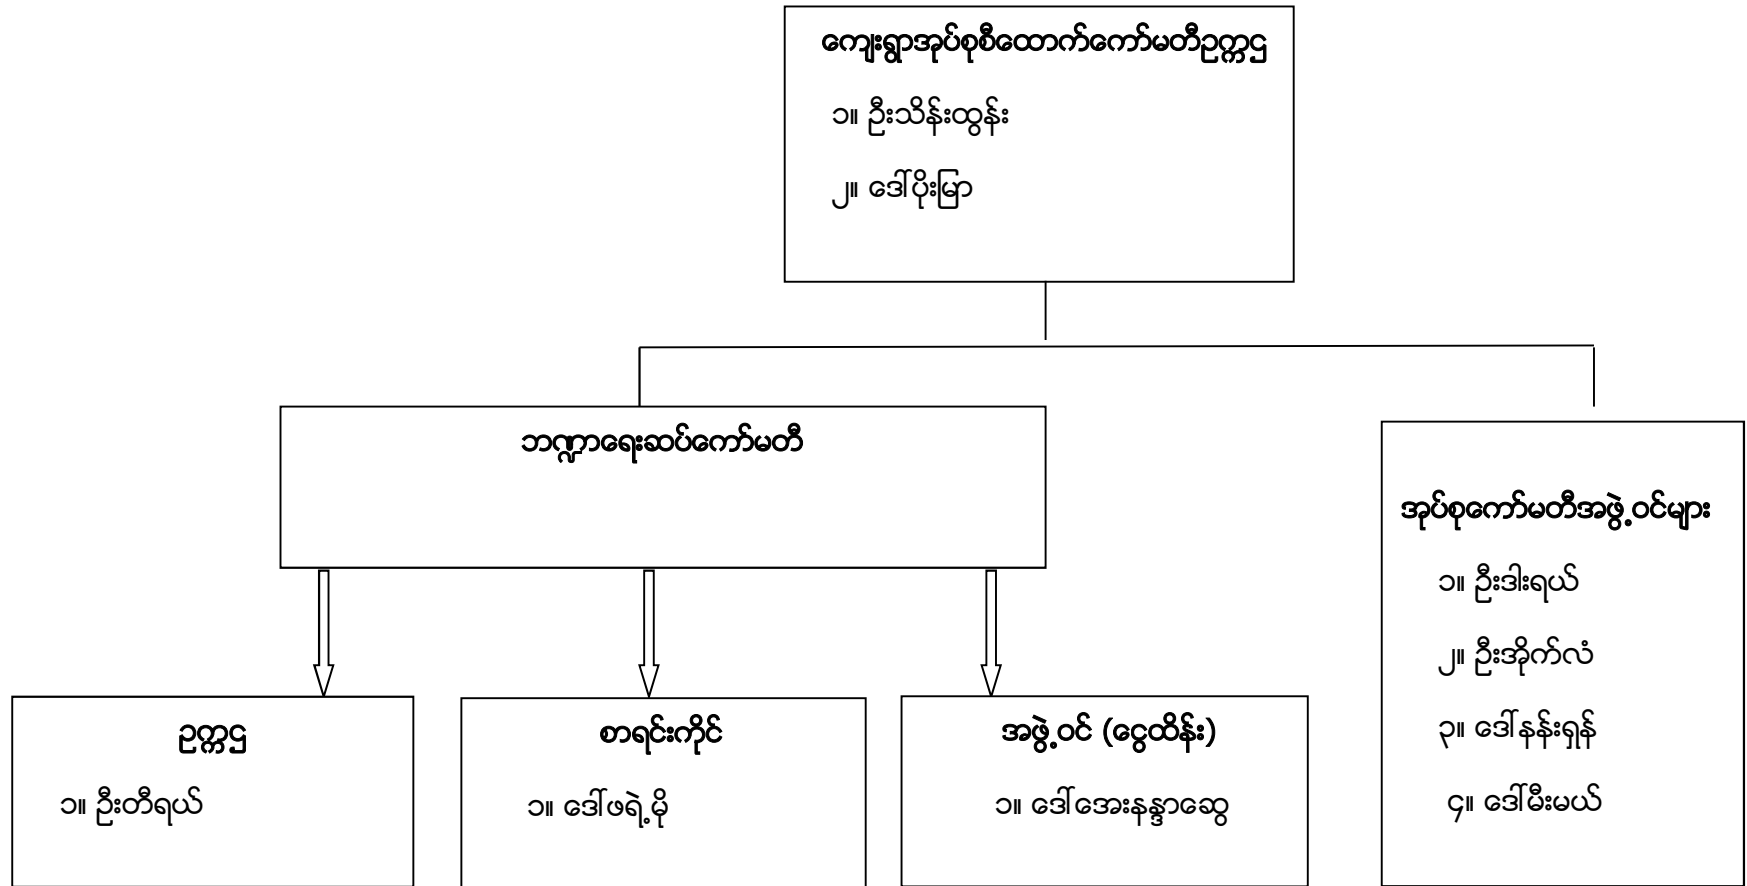 ကျေးရွာအုပ်စုစီထောက်ကော်မတီဥက္ကဌ
၁။ ဦးသိန်းထွန်း
၂။ ဒေါ်ပိုးမြာ
ဘဏ္ဍာရေးဆပ်ကော်မတီ
အုပ်စုကော်မတီအဖွဲ့ဝင်များ
၁။ ဦးဒါးရယ်
၂။ ဦးအိုက်လံ
၃။ ဒေါ်နန်းရှန်
၄။ ဒေါ်မီးမယ်
ဥက္ကဌ
၁။ ဦးတီရယ်
စာရင်းကိုင်
၁။ ဒေါ်ဖရဲ့မို
အဖွဲ့ဝင် (ငွေထိန်း)
၁။ ဒေါ်အေးနန္ဒာဆွေ